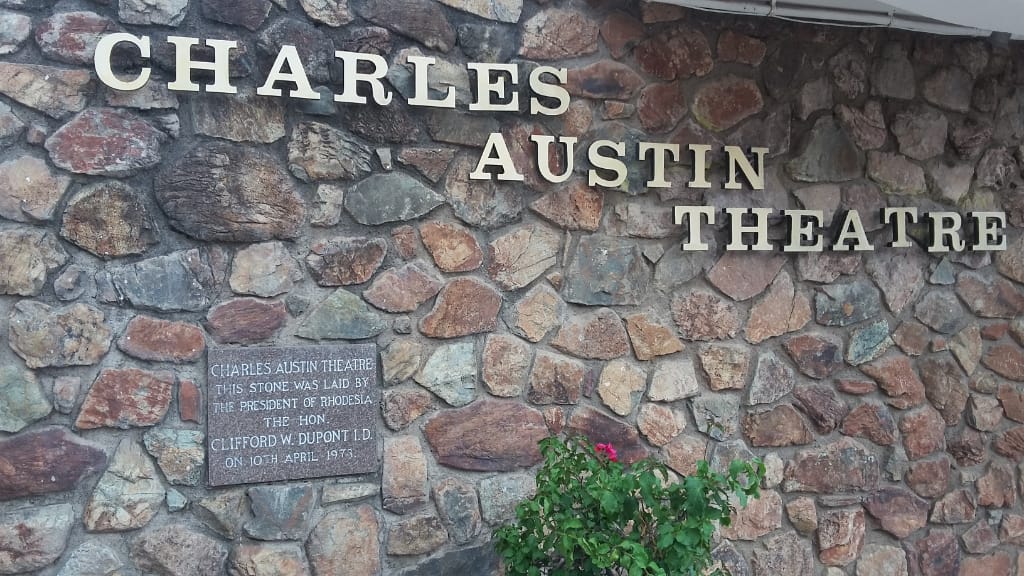 CHARLES
AUSTIN
THEATRE
CHARLES AUSTIN THEATRE
THIS STONE WAS LAID BY
THE PRESIDENT OF RHODESIA
THE HON.
CLIFFORD W. DUPONT I.D.
ON 10TH APRIL 1973.